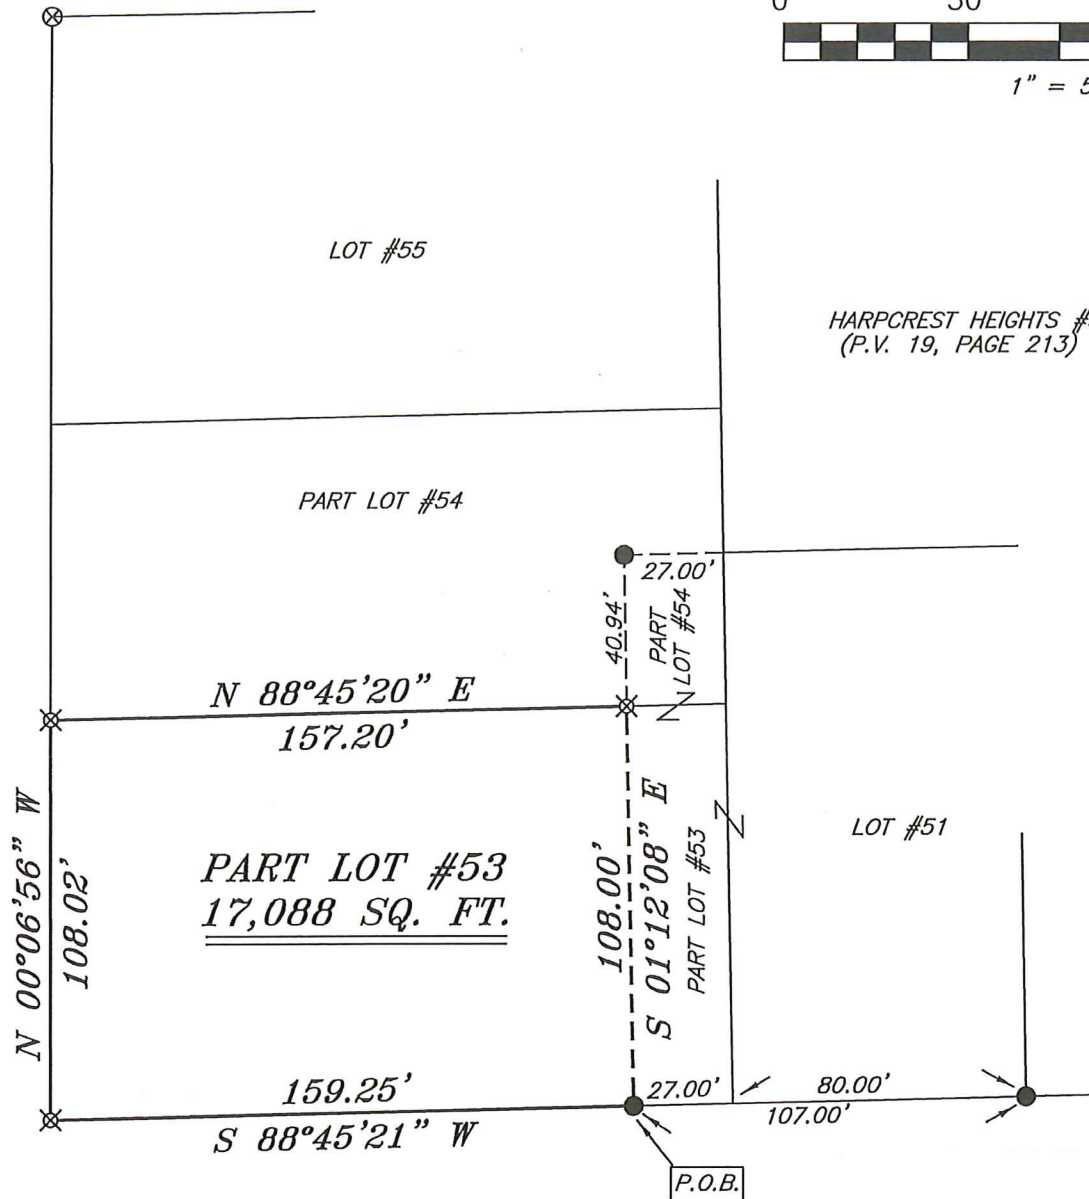 0 50
1" = 5
LOT #55
HARPCREST HEIGHTS #
(P.V. 19, PAGE 213)
PART LOT #54
27.00'
40.94'
PART
LOT #54
N 88°45'20" E
157.20'
N 00°06'56" W
108.02'
PART LOT #53
17,088 SQ. FT.
108.00'
S 01°12'08" E
PART LOT #53
LOT #51
159.25'
S 88°45'21" W
27.00'
80.00'
107.00'
P.O.B.